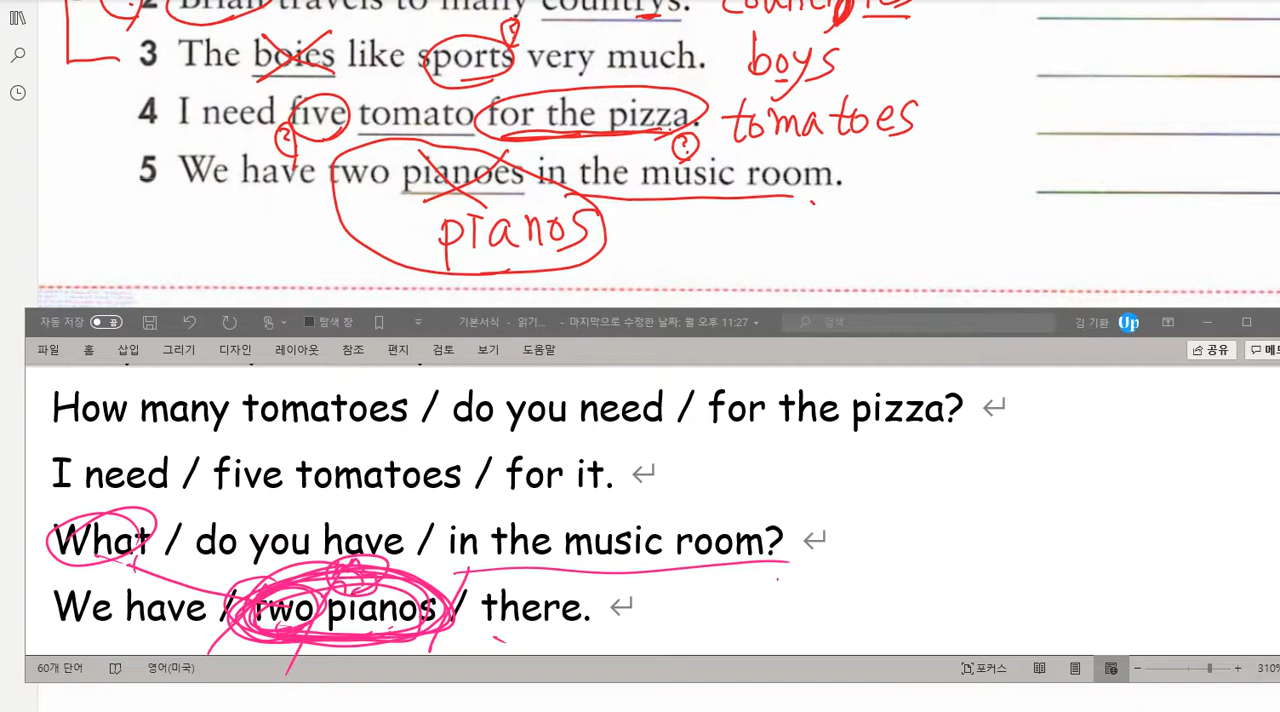 2 Brian travels to many countrys.
3 The boies like sports very much. boys
4 I need five tomato for the pizza. tomatoes
5 We have two pianoes in the music room.
pianos
자동 저장 끔 탐색 창 기본서식 - 읽기... - 마지막으로 수정한 날짜: 월 오후 11:27 검색 김 기환 Up
파일 홈 삽입 그리기 디자인 레이아웃 참조 편지 검토 보기 도움말 공유 메
How many tomatoes / do you need / for the pizza?
I need / five tomatoes / for it.
What / do you have / in the music room?
We have / two pianos / there.
60개 단어 영어(미국) 포커스 310%